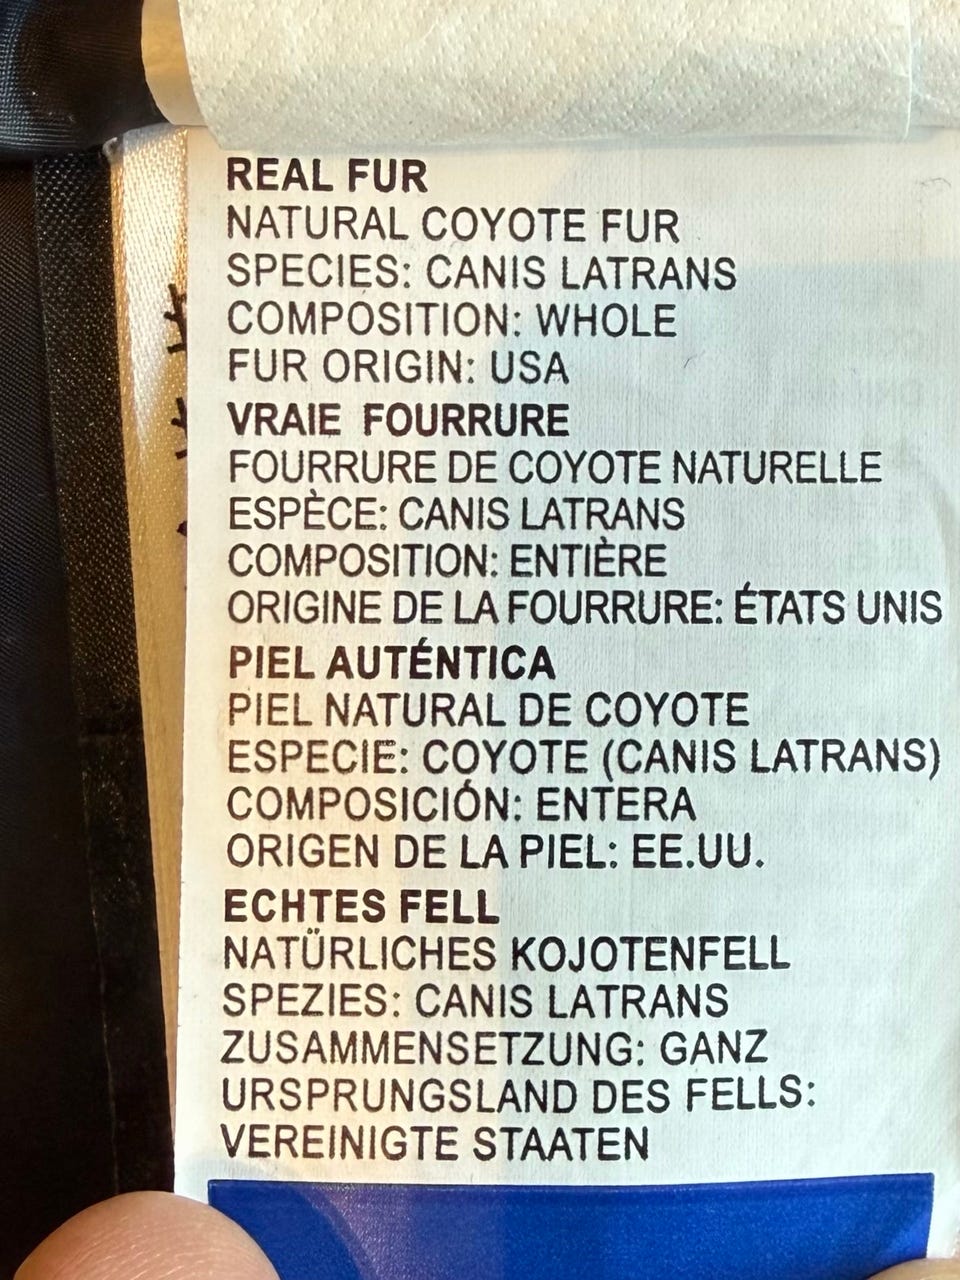 REAL FUR
NATURAL COYOTE FUR
SPECIES: CANIS LATRANS
COMPOSITION: WHOLE
FUR ORIGIN: USA
VRAIE FOURRURE
FOURRURE DE COYOTE NATURELLE
ESPÈCE: CANIS LATRANS
COMPOSITION: ENTIÈRE
ORIGINE DE LA FOURRURE: ÉTATS UNIS
PIEL AUTÉNTICA
PIEL NATURAL DE COYOTE
ESPECIE: COYOTE (CANIS LATRANS)
COMPOSICIÓN: ENTERA
ORIGEN DE LA PIEL: EE.UU.
ECHTES FELL
NATÜRLICHES KOJOTENFELL
SPEZIES: CANIS LATRANS
ZUSAMMENSETZUNG: GANZ
URSPRUNGSLAND DES FELLS:
VEREINIGTE STAATEN